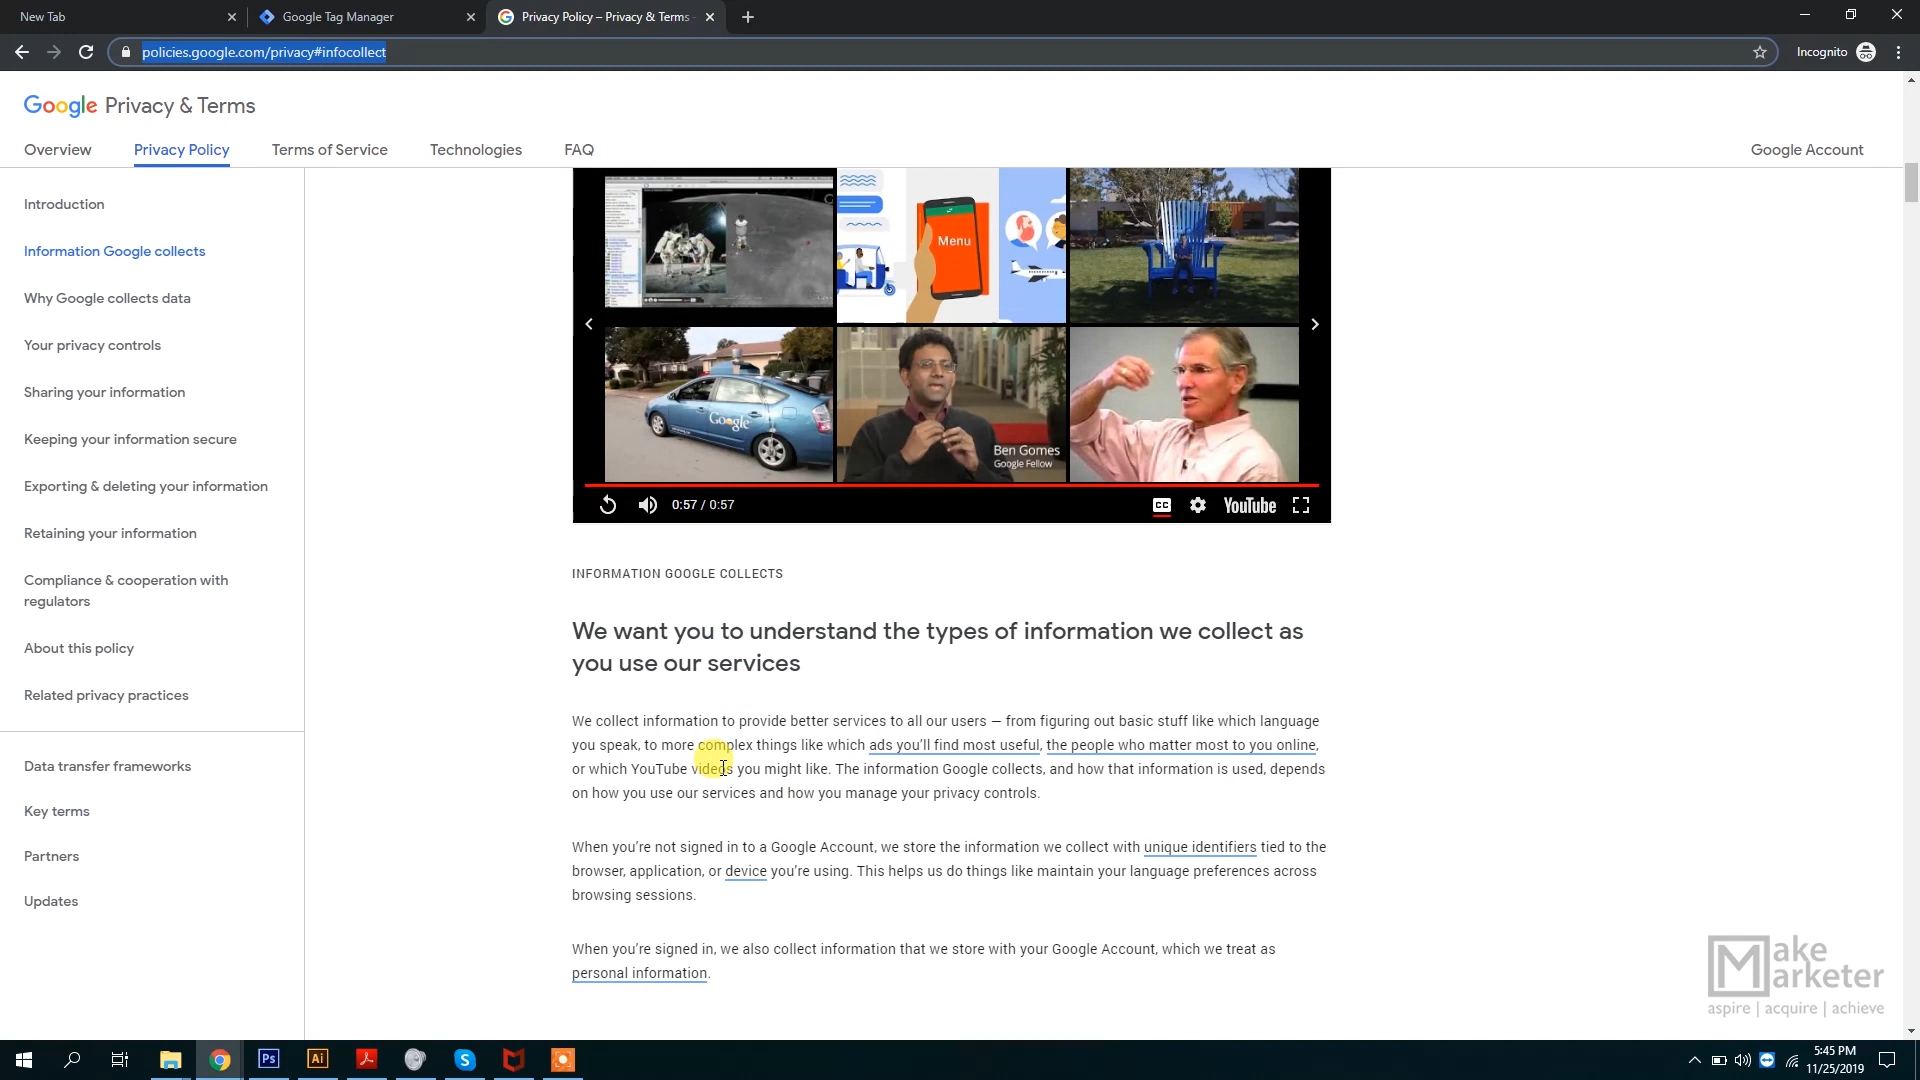 New Tab
Google Tag Manager
Privacy Policy – Privacy & Terms
policies.google.com/privacy#infocollect
Incognito
Google Privacy & Terms
Overview
Privacy Policy
Terms of Service
Technologies
FAQ
Google Account
Introduction
Information Google collects
Why Google collects data
Your privacy controls
Sharing your information
Keeping your information secure
Exporting & deleting your information
Retaining your information
Compliance & cooperation with
regulators
About this policy
Related privacy practices
Data transfer frameworks
Key terms
Partners
Updates
Menu
Google
Ben Gomes
Google Fellow
0:57 / 0:57
CC
YouTube
INFORMATION GOOGLE COLLECTS
We want you to understand the types of information we collect as
you use our services
We collect information to provide better services to all our users — from figuring out basic stuff like which language
you speak, to more complex things like which ads you’ll find most useful, the people who matter most to you online,
or which YouTube videos you might like. The information Google collects, and how that information is used, depends
on how you use our services and how you manage your privacy controls.
When you’re not signed in to a Google Account, we store the information we collect with unique identifiers tied to the
browser, application, or device you’re using. This helps us do things like maintain your language preferences across
browsing sessions.
When you’re signed in, we also collect information that we store with your Google Account, which we treat as
personal information.
Make
Marketer
aspire | acquire | achieve
Ps
Ai
5:45 PM
11/25/2019